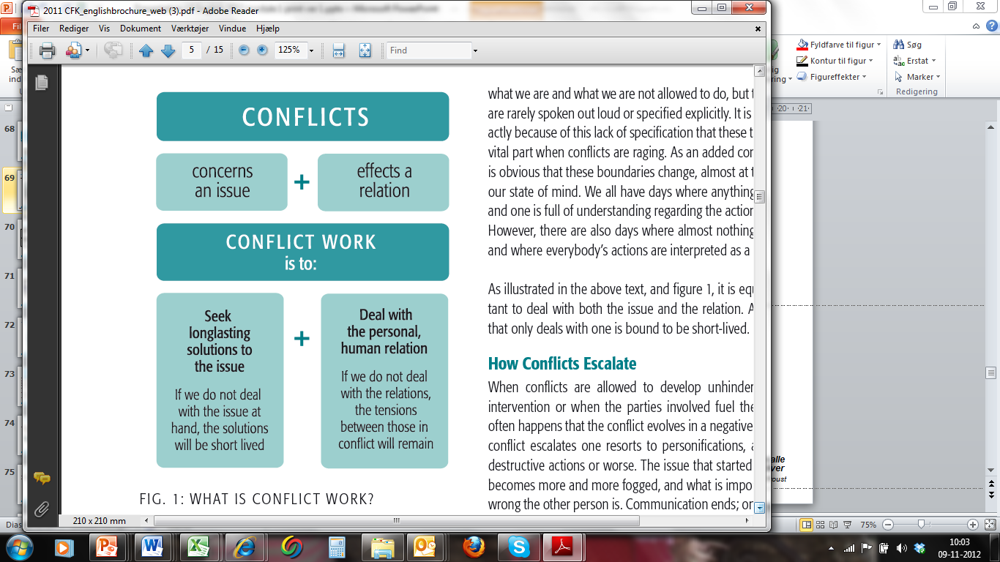 2011 CFK_englishbrochure_web (3).pdf - Adobe Reader
Filer Rediger Vis Dokument Værktøjer Vindue Hjælp
5 / 15 125% Find
CONFLICTS
concerns
an issue
+
effects a
relation
CONFLICT WORK
is to:
Seek
longlasting
solutions to
the issue
If we do not deal
with the issue at
hand, the solutions
will be short lived
+
Deal with
the personal,
human relation
If we do not deal
with the relations,
the tensions
between those in
conflict will remain
FIG. 1: WHAT IS CONFLICT WORK?
what we are and what we are not allowed to do, but t
are rarely spoken out loud or specified explicitly. It is
actly because of this lack of specification that these t
vital part when conflicts are raging. As an added con
is obvious that these boundaries change, almost at t
our state of mind. We all have days where anything
and one is full of understanding regarding the action
However, there are also days where almost nothing
and where everybody's actions are interpreted as a
As illustrated in the above text, and figure 1, it is equ
tant to deal with both the issue and the relation. A
that only deals with one is bound to be short-lived.
How Conflicts Escalate
When conflicts are allowed to develop unhinder
intervention or when the parties involved fuel the
often happens that the conflict evolves in a negative
conflict escalates one resorts to personifications, a
destructive actions or worse. The issue that started
becomes more and more fogged, and what is impo
wrong the other person is. Communication ends; or
210 x 210 mm
Fil
Sæ
ind
68
69
70
71
72
73
74
75
Dias
Fyldfarve til figur
Kontur til figur
Figureffekter
Søg
Erstat
Marker
Redigering
ig
ring
20 21
alle
ver
oust
75%
10:03
09-11-2012